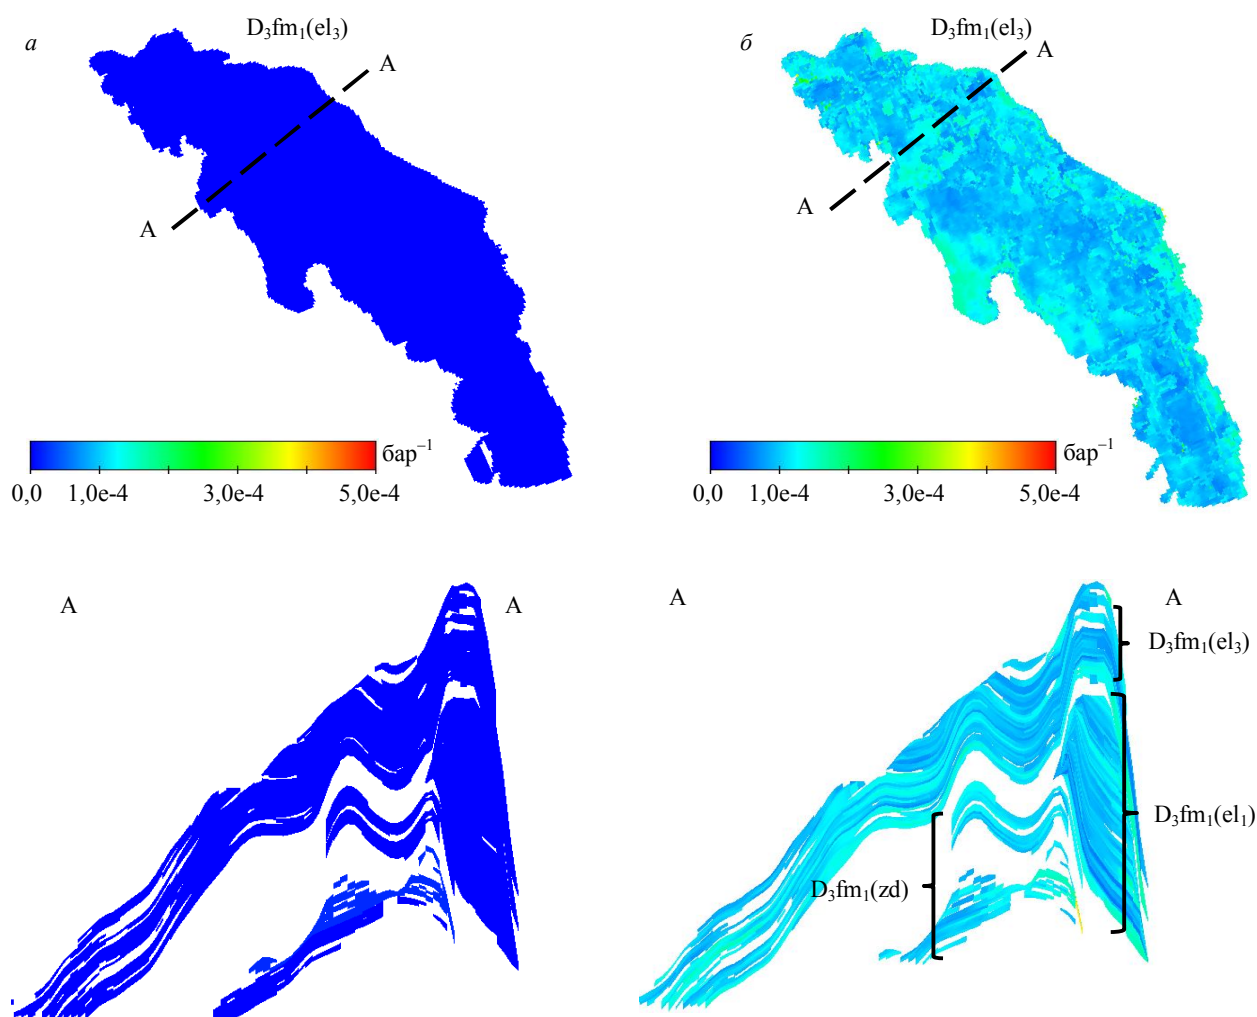 а
D₃fm₁(el₃)
A
A
бар⁻¹
0,0 1,0e-4 3,0e-4 5,0e-4
б
D₃fm₁(el₃)
A
A
бар⁻¹
0,0 1,0e-4 3,0e-4 5,0e-4
A A
A A
D₃fm₁(el₃)
D₃fm₁(el₁)
D₃fm₁(zd)